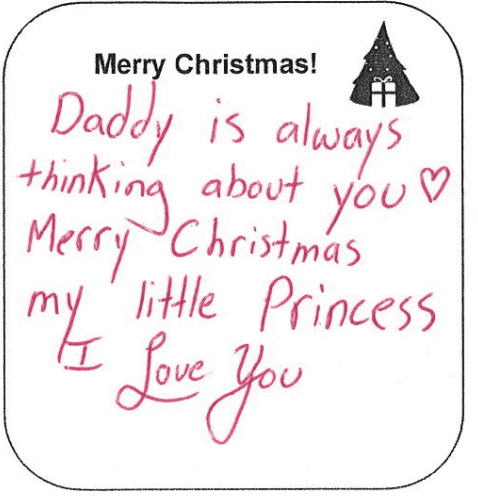 Merry Christmas!
Daddy is always
thinking about you ♡
Merry Christmas
my little Princess
I Love You